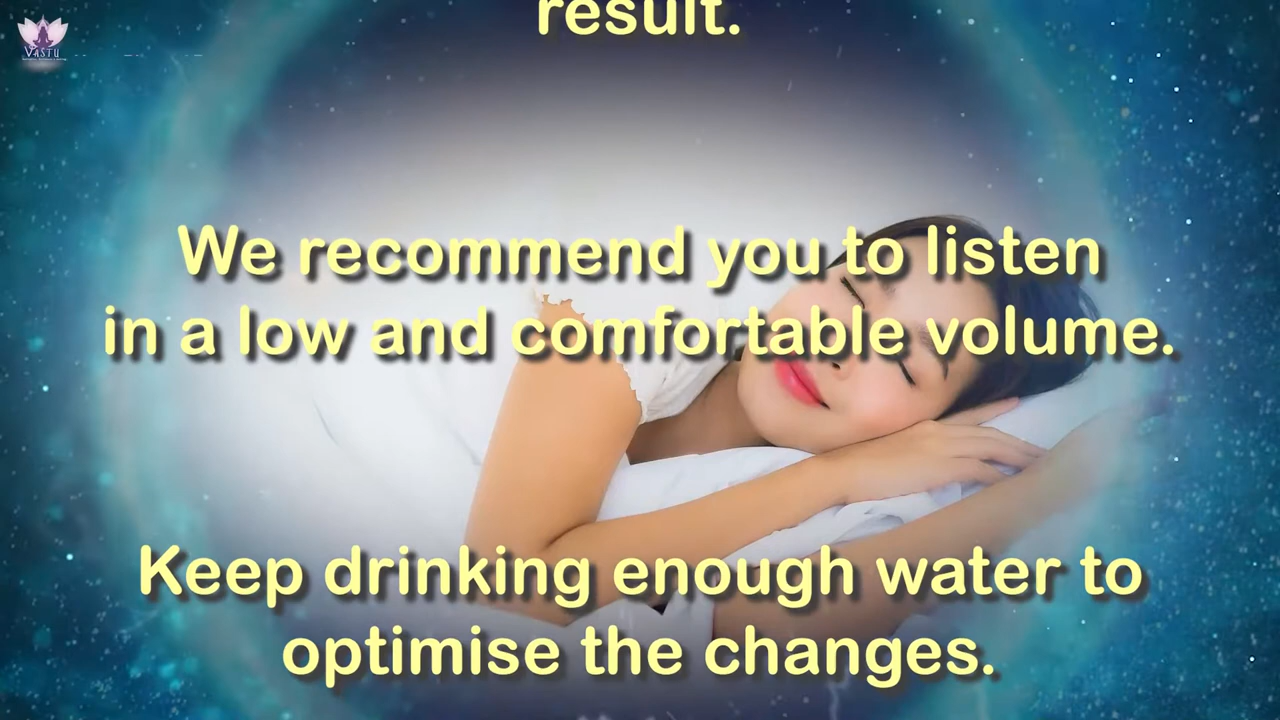 result.
VASTU
We recommend you to listen
in a low and comfortable volume.
Keep drinking enough water to
optimise the changes.